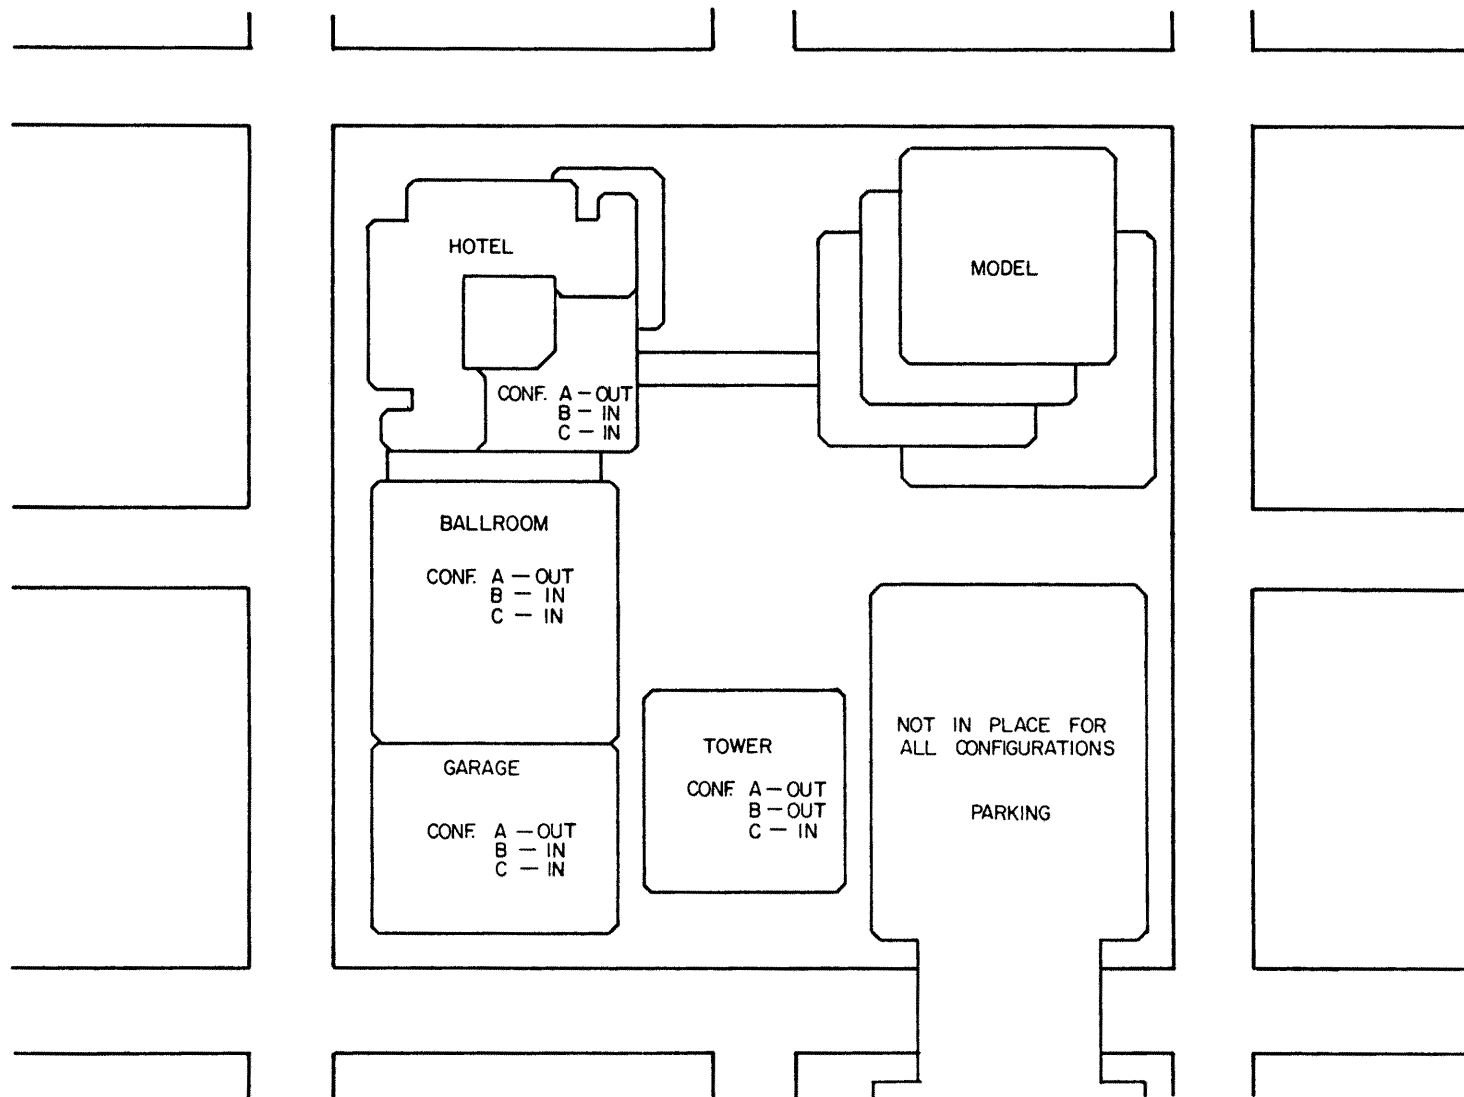 HOTEL
MODEL
CONF. A — OUT
B — IN
C — IN
BALLROOM
CONF. A — OUT
B — IN
C — IN
NOT IN PLACE FOR
ALL CONFIGURATIONS
PARKING
TOWER
CONF. A — OUT
B — OUT
C — IN
GARAGE
CONF. A — OUT
B — IN
C — IN